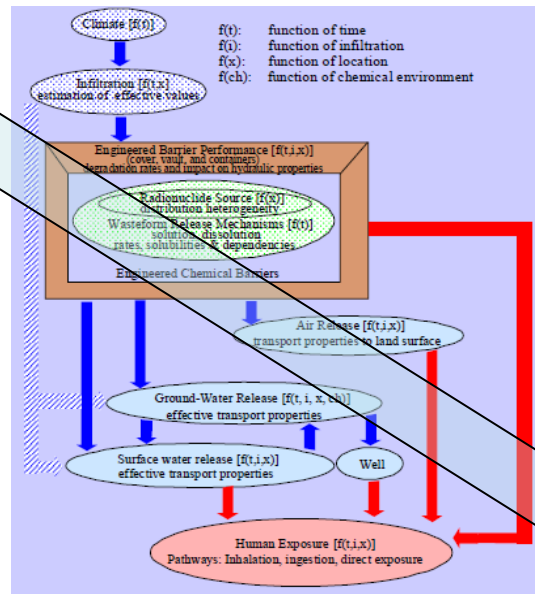 Climate [f(t)]
f(t): function of time
f(i): function of infiltration
f(x): function of location
f(ch): function of chemical environment
Infiltration [f(t,x]
estimation of effective values
Engineered Barrier Performance [f(t,i,x)]
(cover, vault, and containers)
degradation rates and impact on hydraulic properties
Radionuclide Source [f(x)]
distribution heterogeneity
Wasteform Release Mechanisms [f(t)]
solution, dissolution
rates, solubilities & dependencies
Engineered Chemical Barriers
Air Release [f(t,i,x)]
transport properties to land surface
Ground-Water Release [f(t, i, x, ch)]
effective transport properties
Surface water release [f(t,i,x)]
effective transport properties
Well
Human Exposure [f(t,i,x)]
Pathways: Inhalation, ingestion, direct exposure